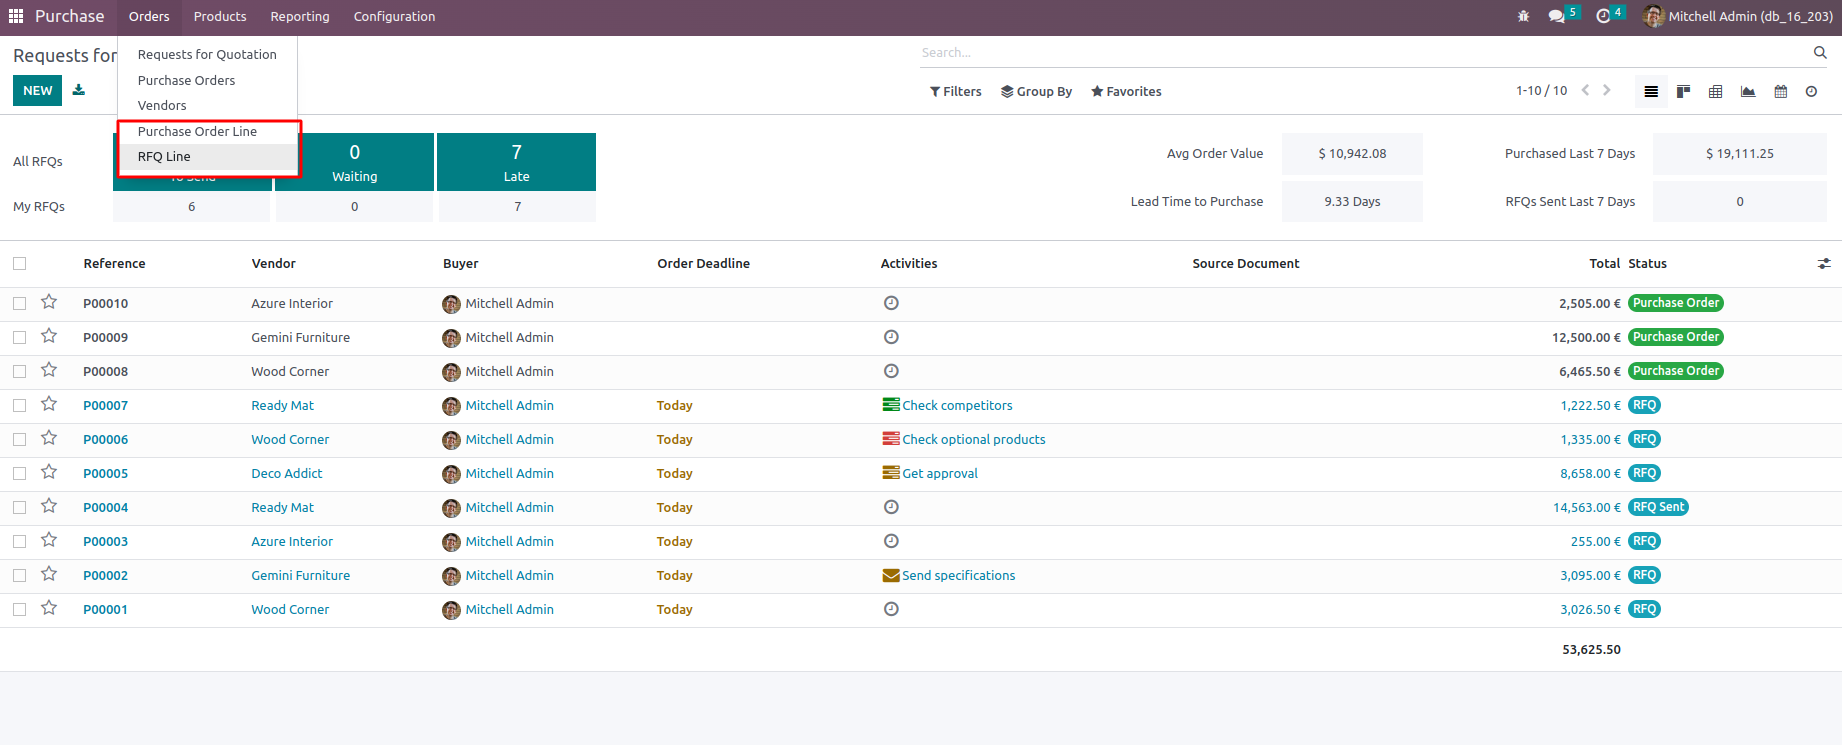 Purchase Orders Products Reporting Configuration 5 4 Mitchell Admin (db_16_203)
Requests for Search...
NEW Filters Group By Favorites 1-10 / 10
Requests for Quotation
Purchase Orders
Vendors
Purchase Order Line
RFQ Line
All RFQs To Send 0 Waiting 7 Late
My RFQs 6 0 7
Avg Order Value $ 10,942.08 Purchased Last 7 Days $ 19,111.25
Lead Time to Purchase 9.33 Days RFQs Sent Last 7 Days 0
Reference Vendor Buyer Order Deadline Activities Source Document Total Status
P00010 Azure Interior Mitchell Admin 2,505.00 € Purchase Order
P00009 Gemini Furniture Mitchell Admin 12,500.00 € Purchase Order
P00008 Wood Corner Mitchell Admin 6,465.50 € Purchase Order
P00007 Ready Mat Mitchell Admin Today Check competitors 1,222.50 € RFQ
P00006 Wood Corner Mitchell Admin Today Check optional products 1,335.00 € RFQ
P00005 Deco Addict Mitchell Admin Today Get approval 8,658.00 € RFQ
P00004 Ready Mat Mitchell Admin Today 14,563.00 € RFQ Sent
P00003 Azure Interior Mitchell Admin Today 255.00 € RFQ
P00002 Gemini Furniture Mitchell Admin Today Send specifications 3,095.00 € RFQ
P00001 Wood Corner Mitchell Admin Today 3,026.50 € RFQ
53,625.50